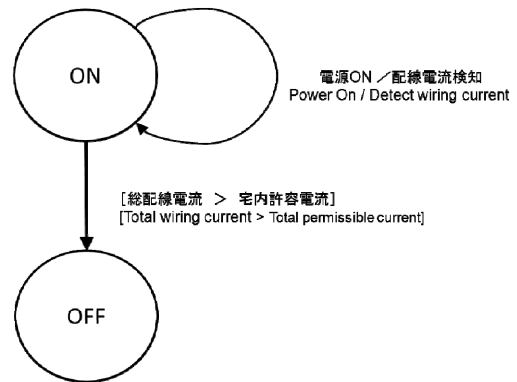 ON
電源ON ／配線電流検知
Power On / Detect wiring current
[総配線電流 ＞ 宅内許容電流]
[Total wiring current > Total permissible current]
OFF